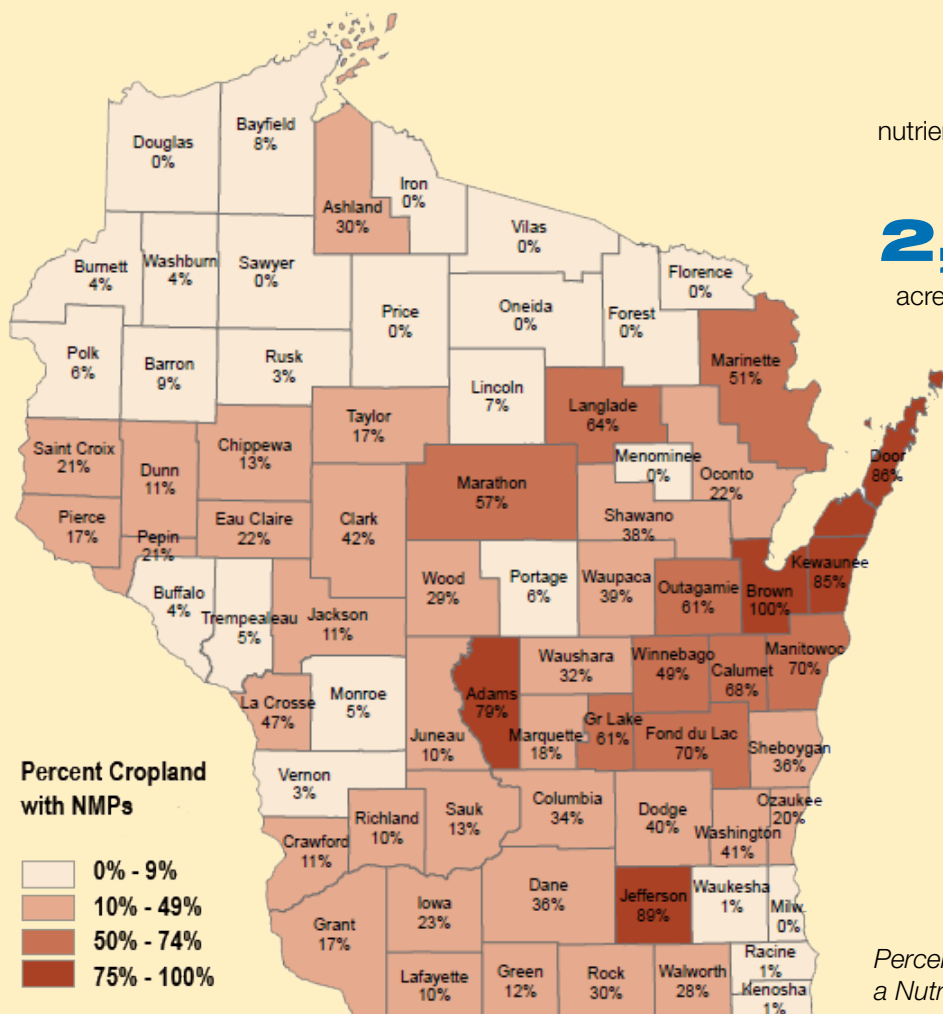 nutrie
2,
acre
Douglas
0%
Bayfield
8%
Ashland
30%
Iron
0%
Vilas
0%
Burnett
4%
Washburn
4%
Sawyer
0%
Price
0%
Oneida
0%
Forest
0%
Florence
0%
Marinette
51%
Polk
6%
Barron
9%
Rusk
3%
Lincoln
7%
Langlade
64%
Taylor
17%
Saint Croix
21%
Dunn
11%
Chippewa
13%
Marathon
57%
Menominee
0%
Oconto
22%
Door
86%
Pierce
17%
Pepin
21%
Eau Claire
22%
Clark
42%
Shawano
38%
Buffalo
4%
Trempealeau
5%
Jackson
11%
Wood
29%
Portage
6%
Waupaca
39%
Outagamie
61%
Brown
100%
Kewaunee
85%
La Crosse
47%
Monroe
5%
Juneau
10%
Adams
79%
Waushara
32%
Winnebago
49%
Calumet
68%
Manitowoc
70%
Marquette
18%
Gr Lake
61%
Fond du Lac
70%
Sheboygan
36%
Vernon
3%
Richland
10%
Sauk
13%
Columbia
34%
Dodge
40%
Washington
41%
Ozaukee
20%
Crawford
11%
Grant
17%
Iowa
23%
Dane
36%
Jefferson
89%
Waukesha
1%
Milw.
0%
Lafayette
10%
Green
12%
Rock
30%
Walworth
28%
Racine
1%
Kenosha
1%
Percent Cropland
with NMPs
0% - 9%
10% - 49%
50% - 74%
75% - 100%
Percer
a Nutr